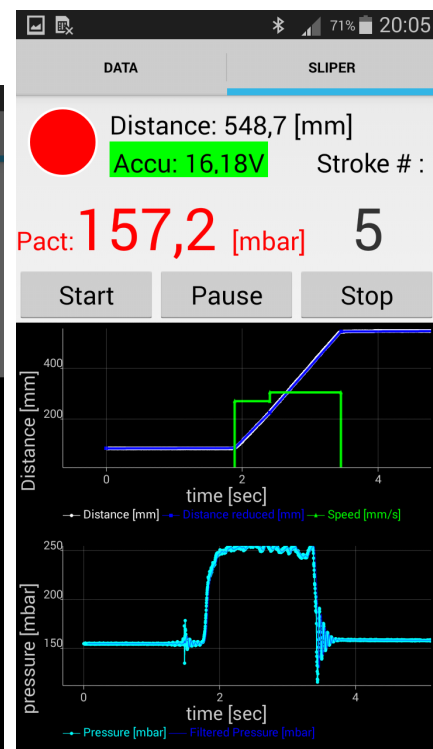 71% 20:05
DATA SLIPER
Distance: 548,7 [mm]
Accu: 16,18V Stroke # :
Pact: 157,2 [mbar] 5
Start Pause Stop
Distance [mm]
400
200
0 2 4
time [sec]
Distance [mm] Distance reduced [mm] Speed [mm/s]
pressure [mbar]
250
200
150
0 2 4
time [sec]
Pressure [mbar] Filtered Pressure [mbar]